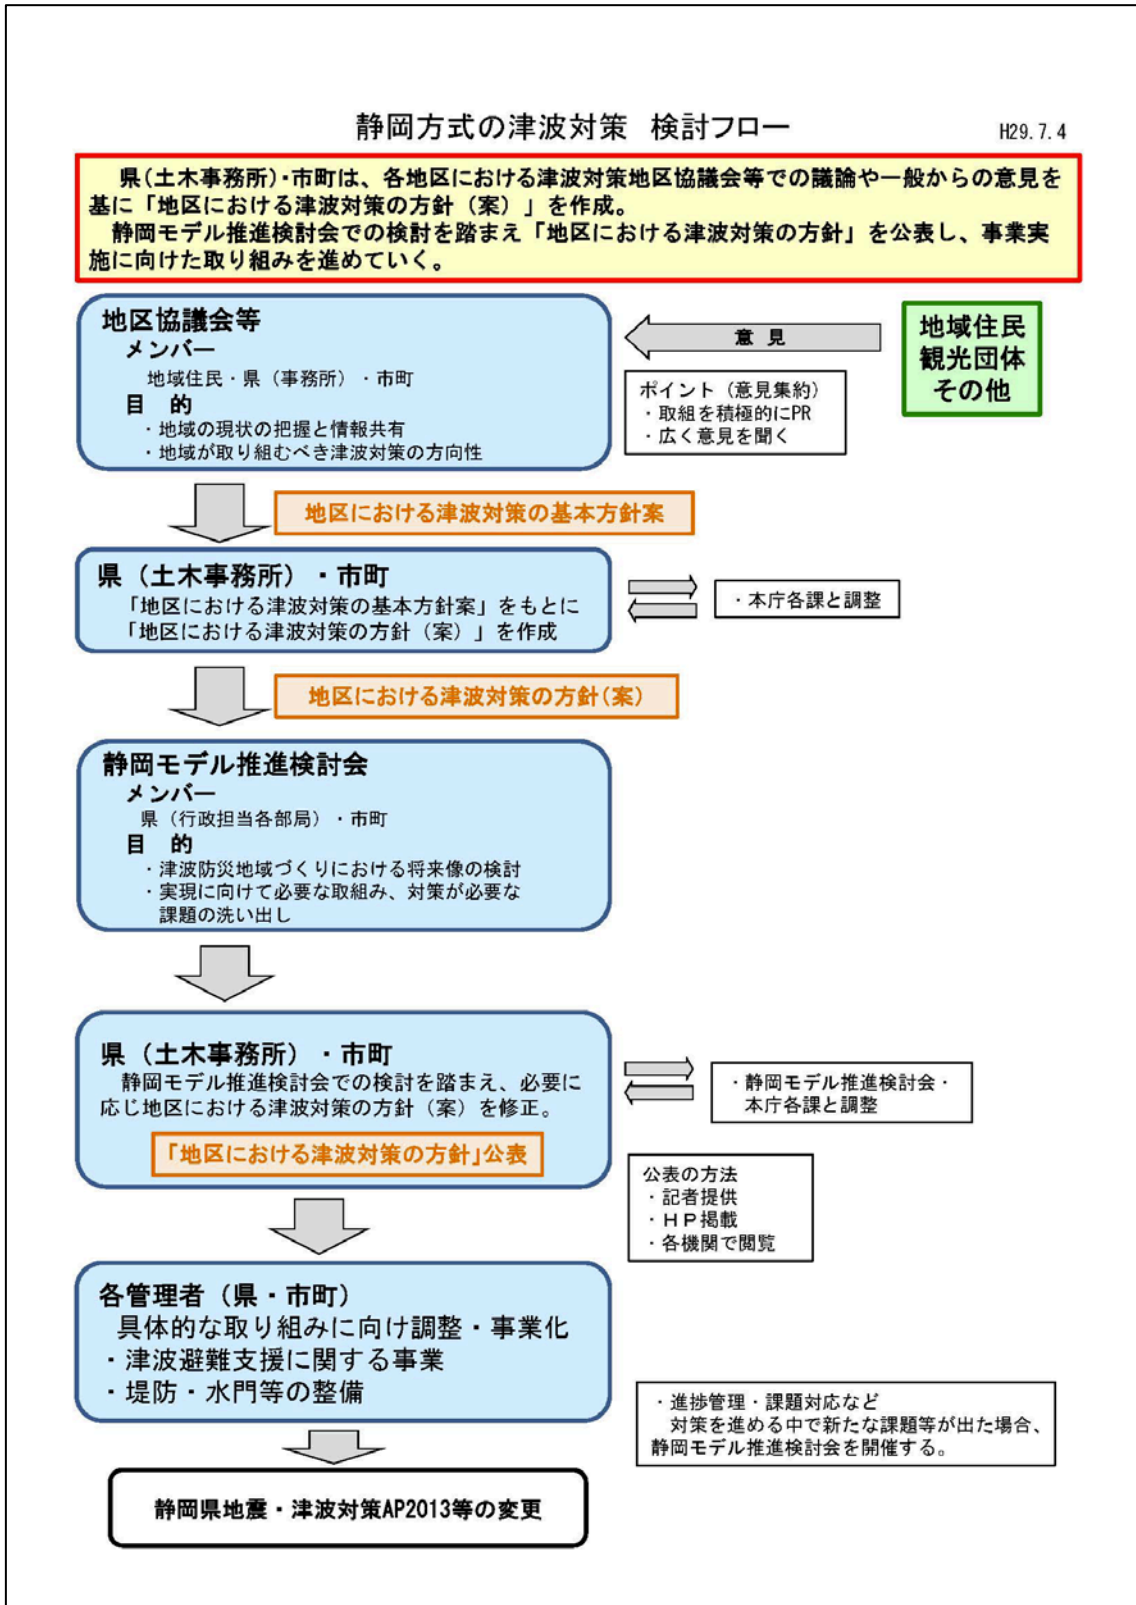 静岡方式の津波対策 検討フロー
H29.7.4
県(土木事務所)・市町は、各地区における津波対策地区協議会等での議論や一般からの意見を
基に「地区における津波対策の方針（案）」を作成。
静岡モデル推進検討会での検討を踏まえ「地区における津波対策の方針」を公表し、事業実
施に向けた取り組みを進めていく。
地区協議会等
メンバー
地域住民・県（事務所）・市町
目 的
・地域の現状の把握と情報共有
・地域が取り組むべき津波対策の方向性
意 見
地域住民
観光団体
その他
ポイント（意見集約）
・取組を積極的にPR
・広く意見を聞く
地区における津波対策の基本方針案
県（土木事務所）・市町
「地区における津波対策の基本方針案」をもとに
「地区における津波対策の方針（案）」を作成
・本庁各課と調整
地区における津波対策の方針(案)
静岡モデル推進検討会
メンバー
県（行政担当各部局）・市町
目 的
・津波防災地域づくりにおける将来像の検討
・実現に向けて必要な取組み、対策が必要な
課題の洗い出し
県（土木事務所）・市町
静岡モデル推進検討会での検討を踏まえ、必要に
応じ地区における津波対策の方針（案）を修正。
「地区における津波対策の方針」公表
・静岡モデル推進検討会・
本庁各課と調整
公表の方法
・記者提供
・ＨＰ掲載
・各機関で閲覧
各管理者（県・市町）
具体的な取り組みに向け調整・事業化
・津波避難支援に関する事業
・堤防・水門等の整備
・進捗管理・課題対応など
対策を進める中で新たな課題等が出た場合、
静岡モデル推進検討会を開催する。
静岡県地震・津波対策AP2013等の変更